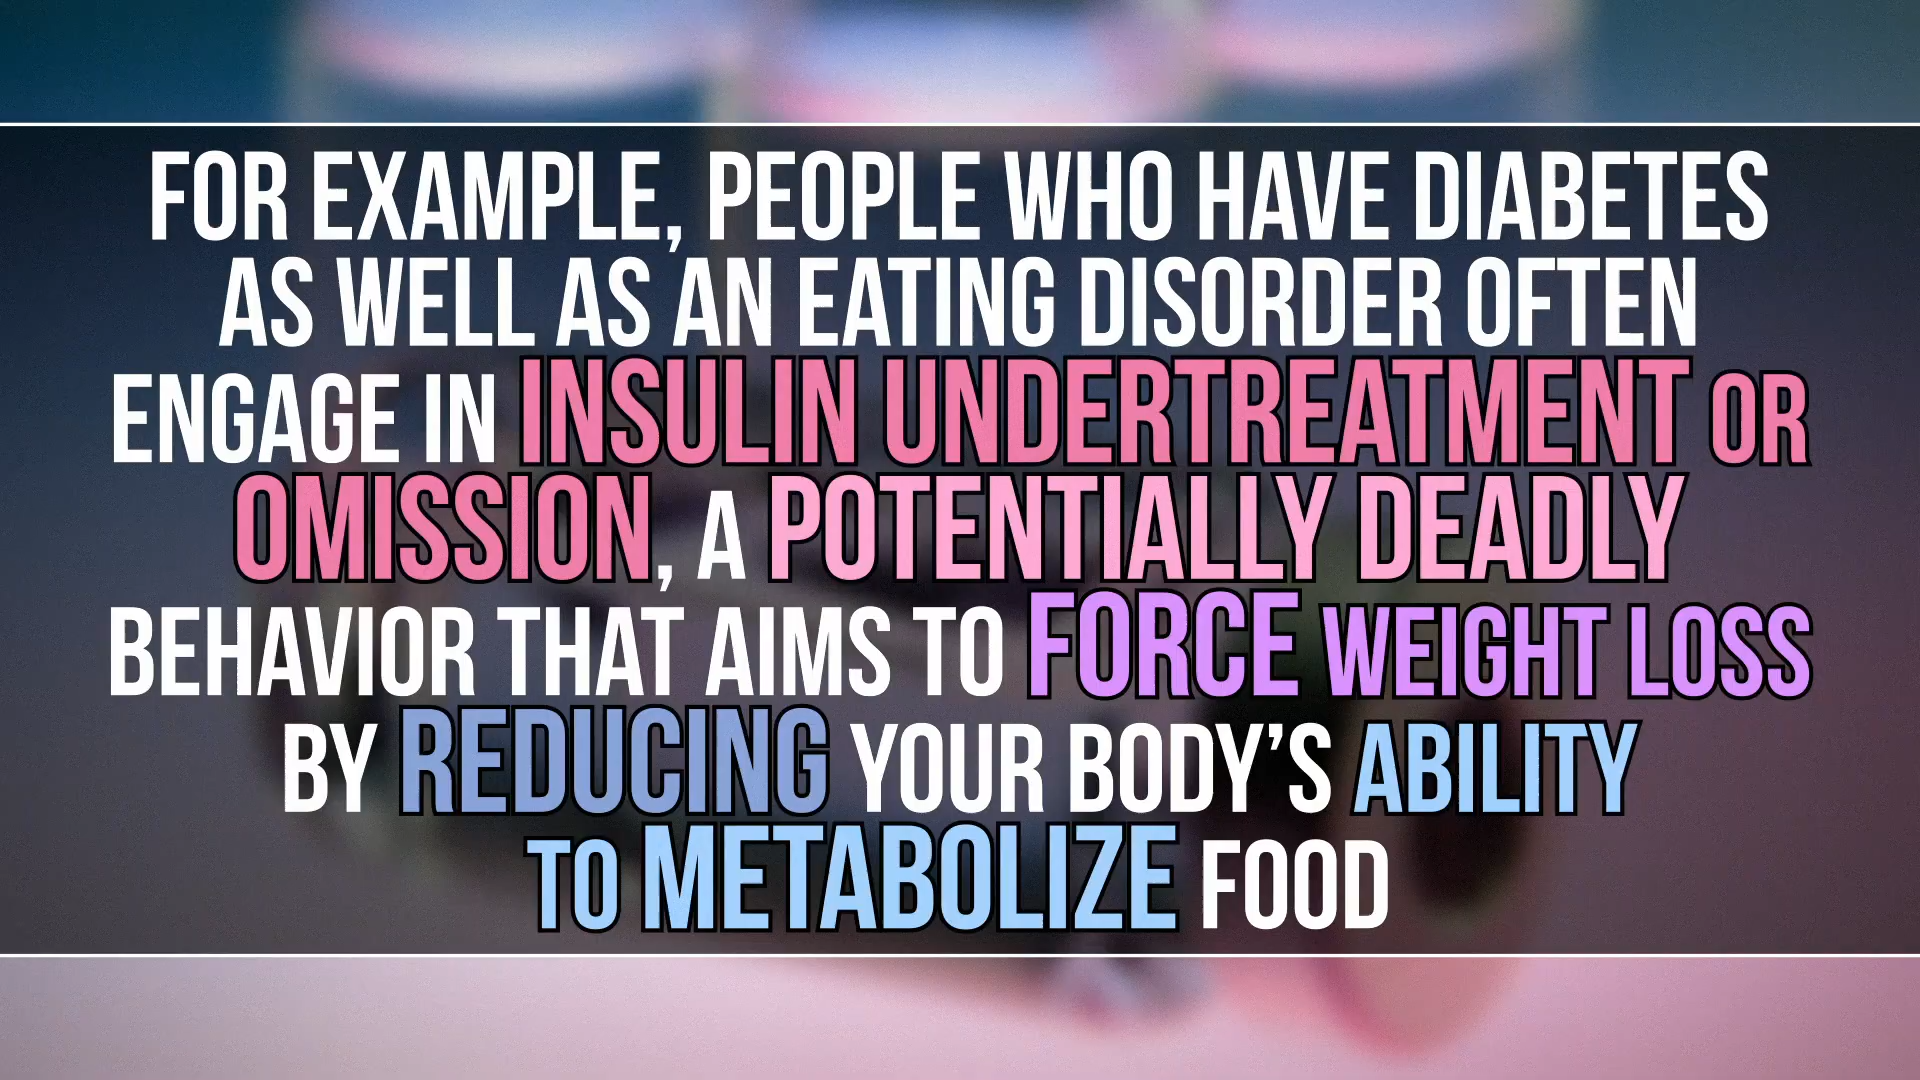 FOR EXAMPLE, PEOPLE WHO HAVE DIABETES
AS WELL AS AN EATING DISORDER OFTEN
ENGAGE IN INSULIN UNDERTREATMENT OR
OMISSION, A POTENTIALLY DEADLY
BEHAVIOR THAT AIMS TO FORCE WEIGHT LOSS
BY REDUCING YOUR BODY’S ABILITY
TO METABOLIZE FOOD